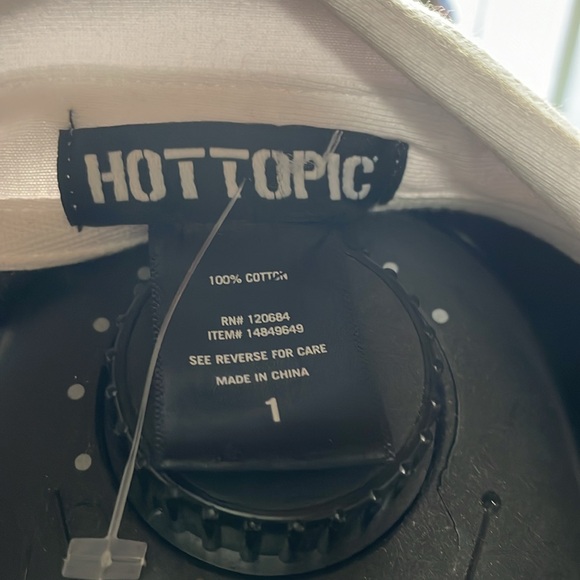 HOTTOPIC
100% COTTON
RN# 120684
ITEM# 14849649
SEE REVERSE FOR CARE
MADE IN CHINA
1